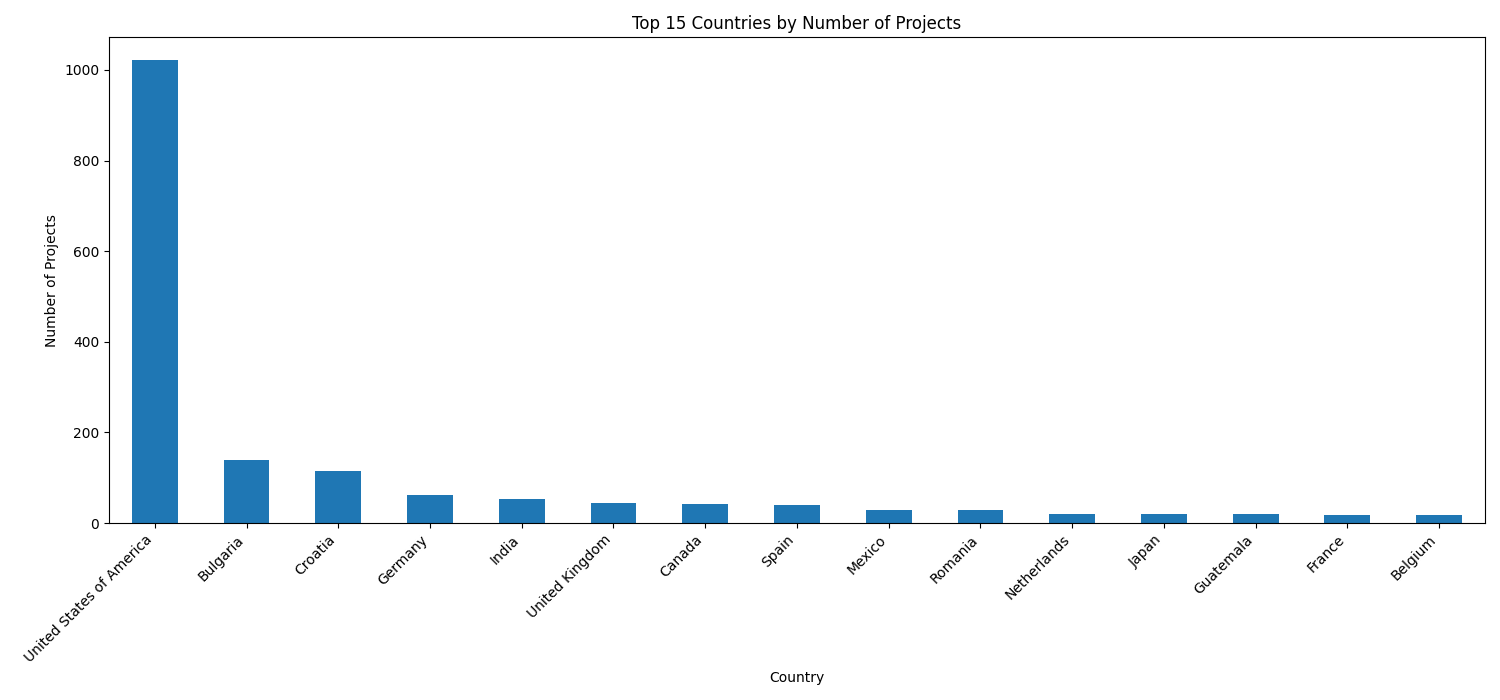 Top 15 Countries by Number of Projects
Number of Projects
1000
800
600
400
200
0
United States of America
Bulgaria
Croatia
Germany
India
United Kingdom
Canada
Spain
Mexico
Romania
Netherlands
Japan
Guatemala
France
Belgium
Country